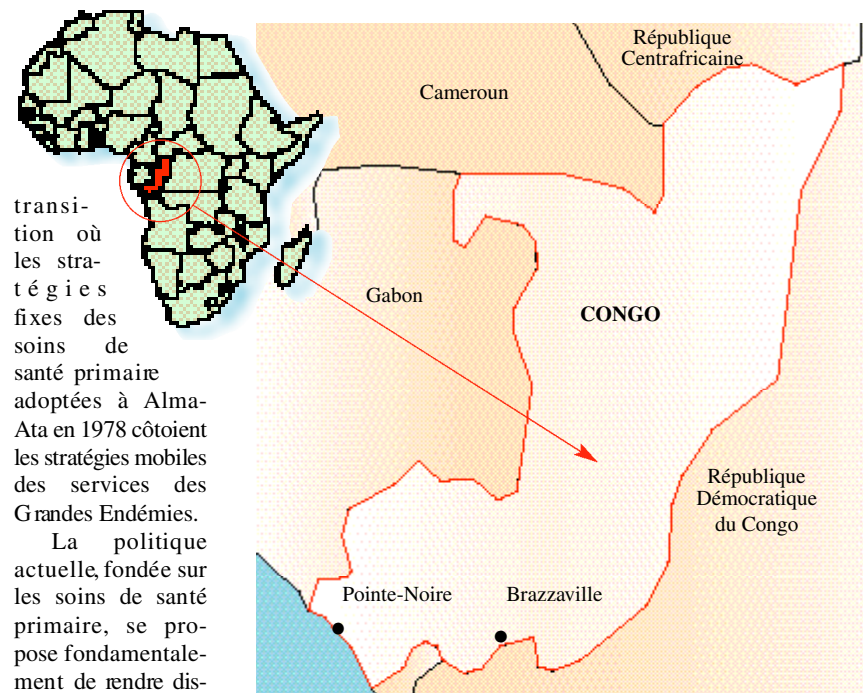 transi-
tion où
les stra-
tégies
fixes des
soins de
santé primaire
adoptées à Alma-
Ata en 1978 côtoient
les stratégies mobiles
des services des
Grandes Endémies.
La politique
actuelle, fondée sur
les soins de santé
primaire, se pro-
pose fondamentale-
ment de rendre dis-
République
Centrafricaine
Cameroun
Gabon
CONGO
République
Démocratique
du Congo
Pointe-Noire
Brazzaville